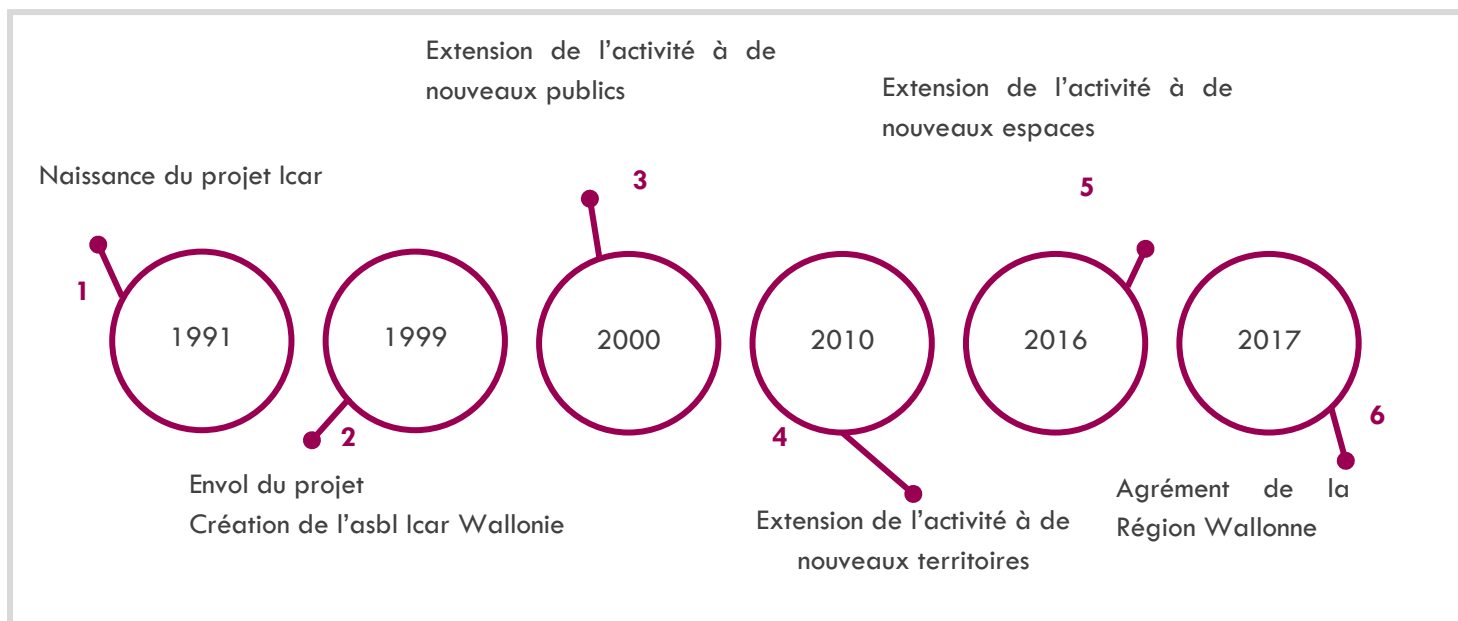 Naissance du projet Icar
1
1991
1999
2
Envol du projet
Création de l'asbl Icar Wallonie
Extension de l'activité à de
nouveaux publics
3
2000
2010
4
Extension de l'activité à de
nouveaux territoires
Extension de l'activité à de
nouveaux espaces
5
2016
2017
6
Agrément de la
Région Wallonne